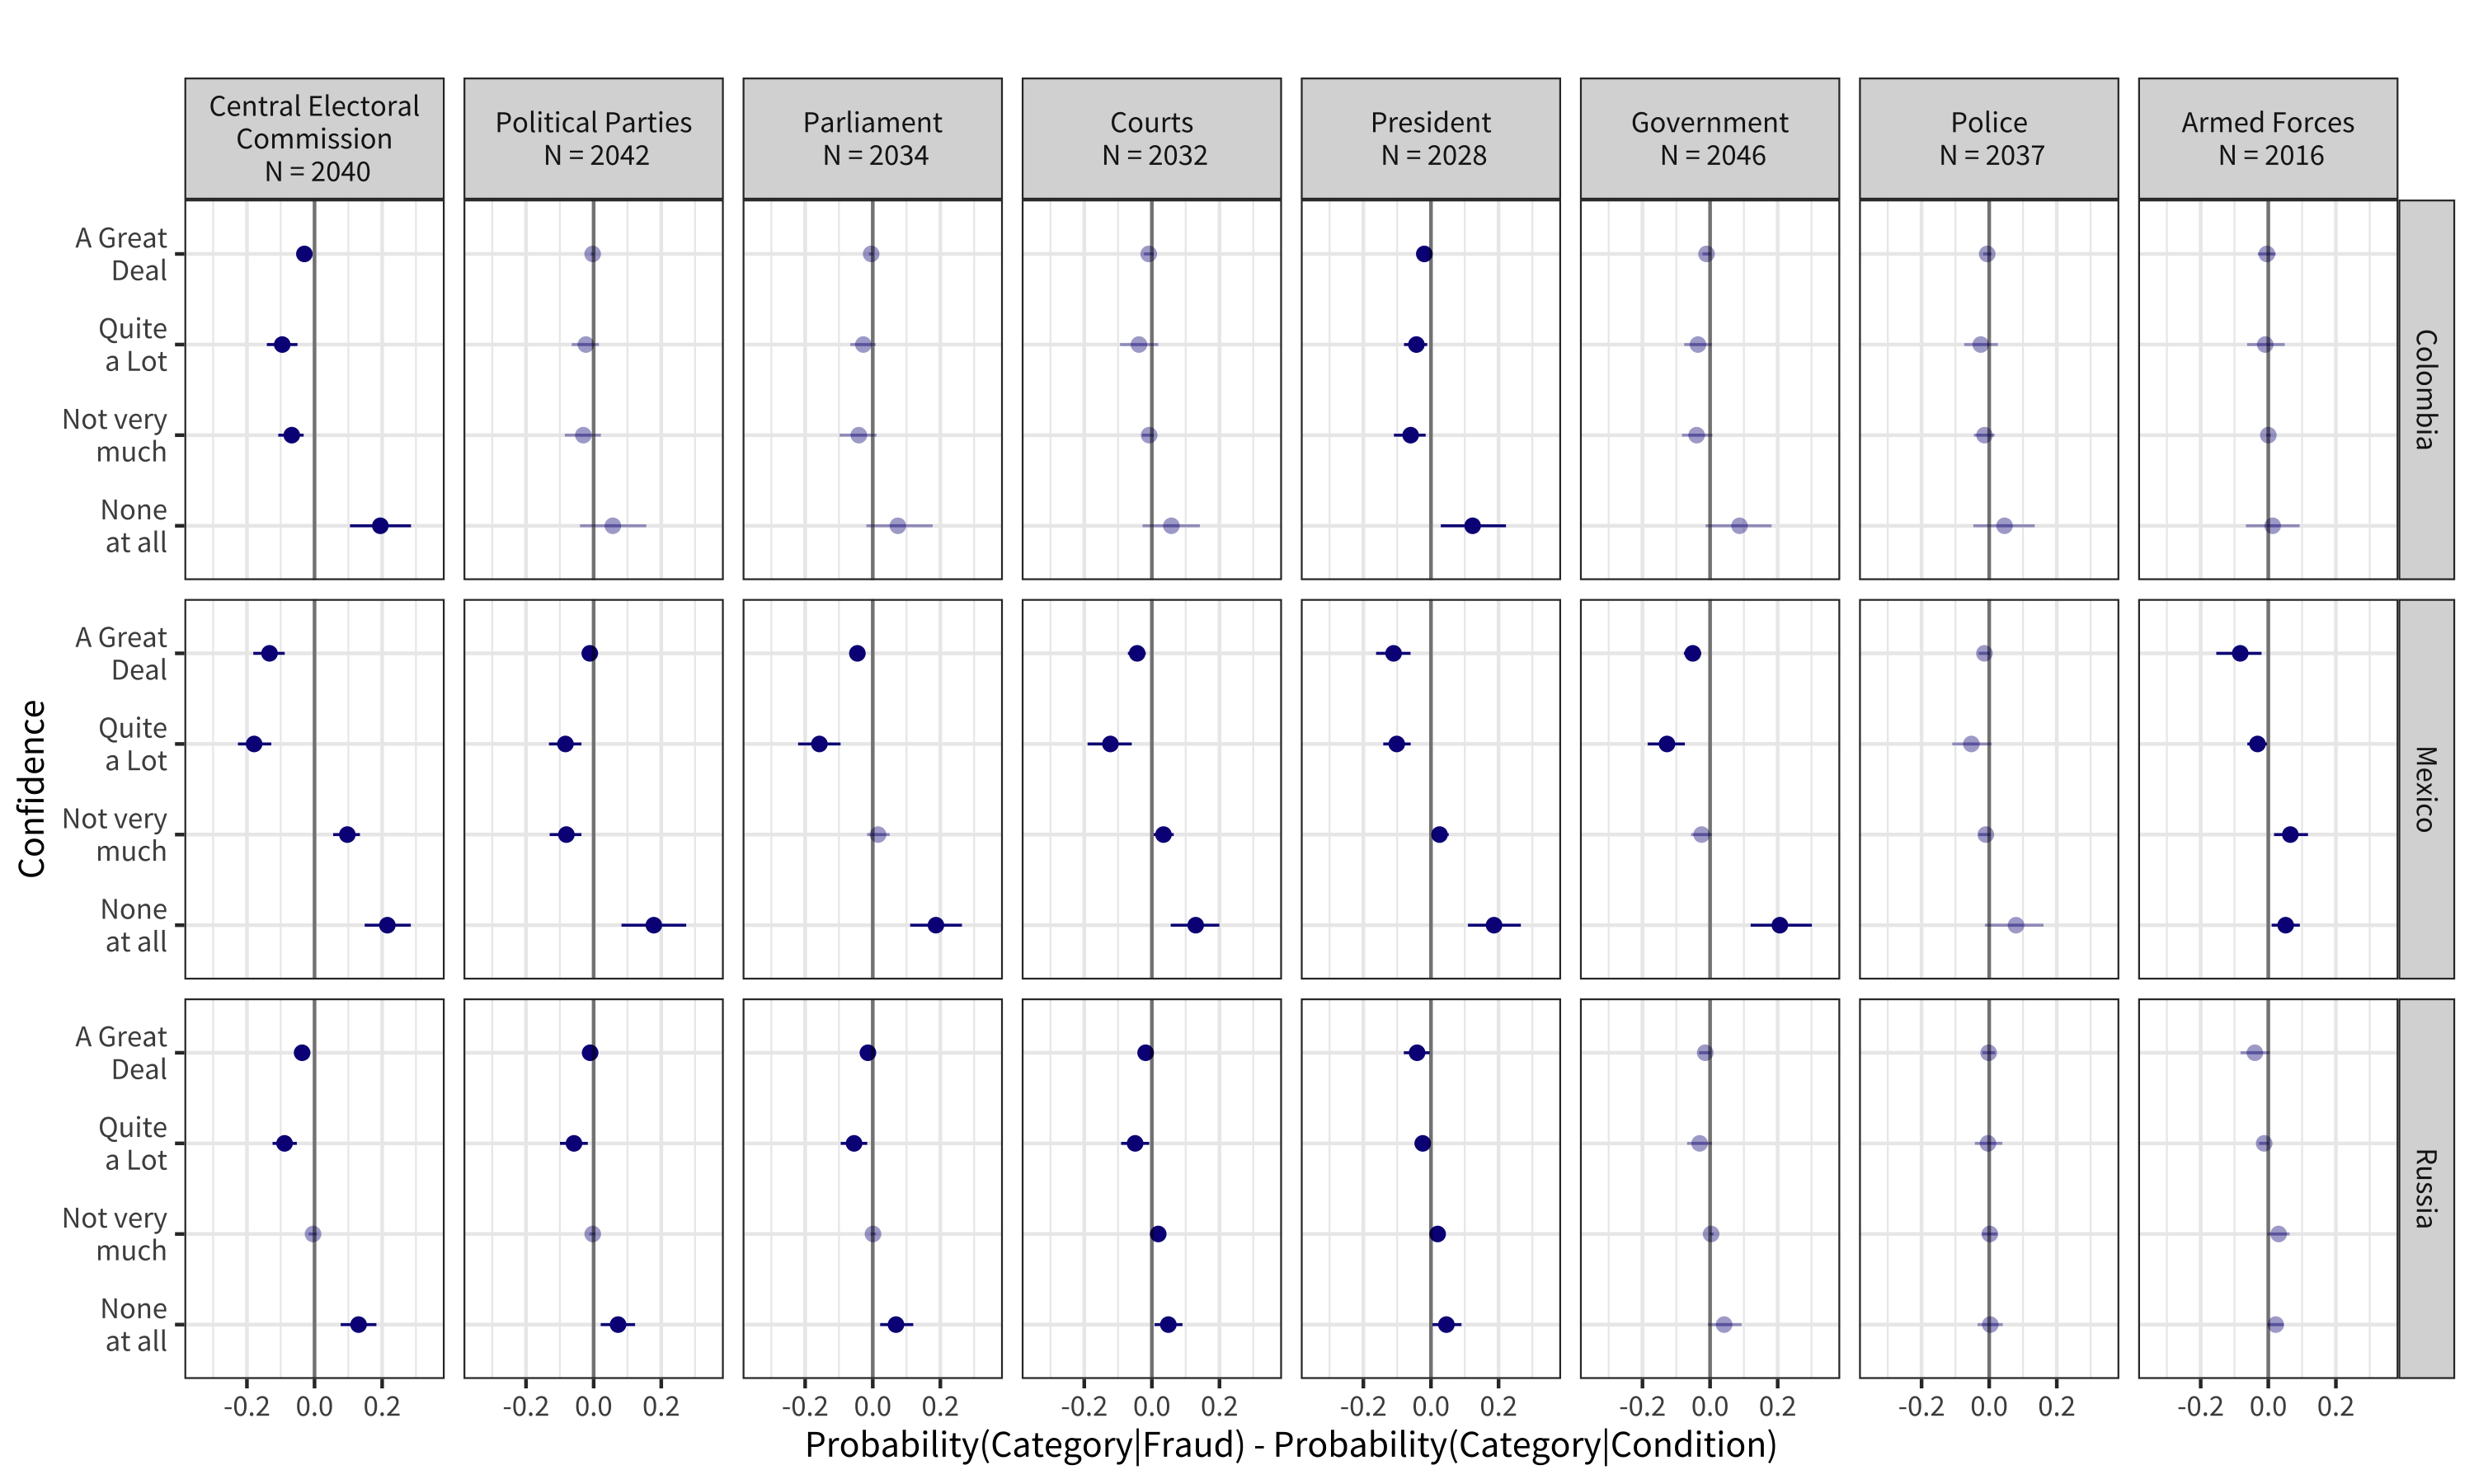 Central Electoral
Commission
N = 2040
Political Parties
N = 2042
Parliament
N = 2034
Courts
N = 2032
President
N = 2028
Government
N = 2046
Police
N = 2037
Armed Forces
N = 2016
Confidence
A Great
Deal
Quite
a Lot
Not very
much
None
at all
Colombia
A Great
Deal
Quite
a Lot
Not very
much
None
at all
Mexico
A Great
Deal
Quite
a Lot
Not very
much
None
at all
Russia
-0.2 0.0 0.2
-0.2 0.0 0.2
-0.2 0.0 0.2
-0.2 0.0 0.2
-0.2 0.0 0.2
-0.2 0.0 0.2
-0.2 0.0 0.2
-0.2 0.0 0.2
Probability(Category|Fraud) - Probability(Category|Condition)